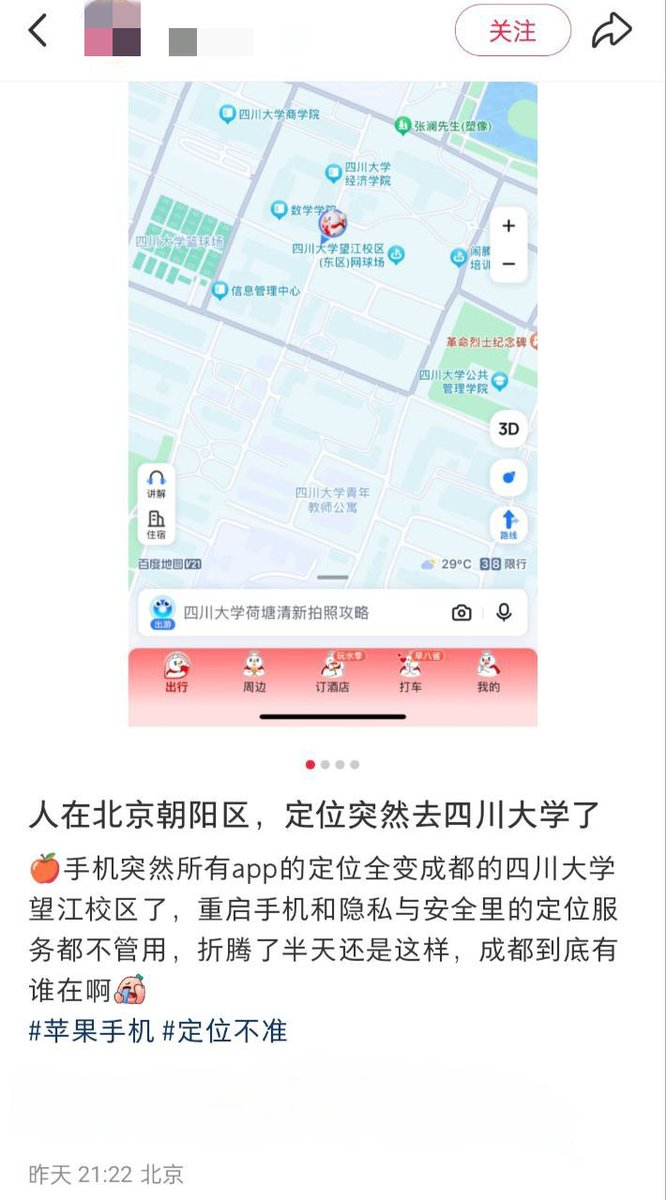 关注
四川大学商学院
张澜先生(塑像)
四川大学
经济学院
数学学院
四川大学篮球场
四川大学望江校区
(东区)网球场
培训
信息管理中心
革命烈士纪念碑
四川大学公共
管理学院
+
−
3D
讲解
住宿
路线
四川大学青年
教师公寓
百度地图V21
29°C 38限行
出游
四川大学荷塘清新拍照攻略
玩水季
早八省
出行
周边
订酒店
打车
我的
人在北京朝阳区，定位突然去四川大学了
🍎手机突然所有app的定位全变成都的四川大学
望江校区了，重启手机和隐私与安全里的定位服
务都不管用，折腾了半天还是这样，成都到底有
谁在啊
#苹果手机 #定位不准
昨天 21:22 北京